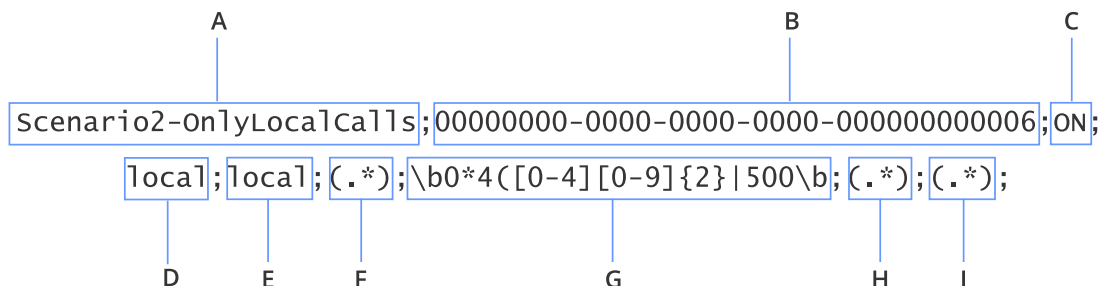 A B C
Scenario2-OnlyLocalCalls;00000000-0000-0000-0000-000000000006;ON;
local;local;(.*);\b0*4([0-4][0-9]{2}|500\b;(.*);(.*);
D E F G H I